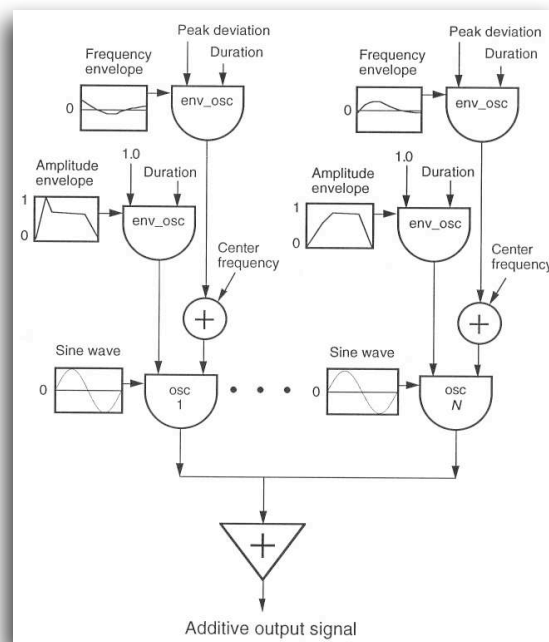 Peak deviation
Duration
Frequency
envelope
0
env_osc
Amplitude
envelope
1
0
1.0
Duration
env_osc
Center
frequency
+
Sine wave
0
osc
1
Peak deviation
Duration
Frequency
envelope
0
env_osc
Amplitude
envelope
1
0
1.0
Duration
env_osc
Center
frequency
+
Sine wave
0
osc
N
+
Additive output signal